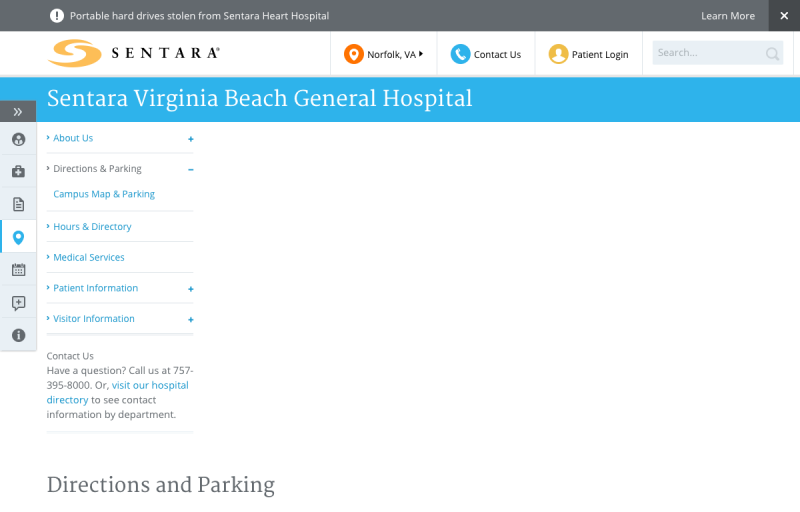 Portable hard drives stolen from Sentara Heart Hospital
Learn More
SENTARA®
Norfolk, VA
Contact Us
Patient Login
Search...
Sentara Virginia Beach General Hospital
About Us
Directions & Parking
Campus Map & Parking
Hours & Directory
Medical Services
Patient Information
Visitor Information
Contact Us
Have a question? Call us at 757-
395-8000. Or, visit our hospital
directory to see contact
information by department.
Directions and Parking